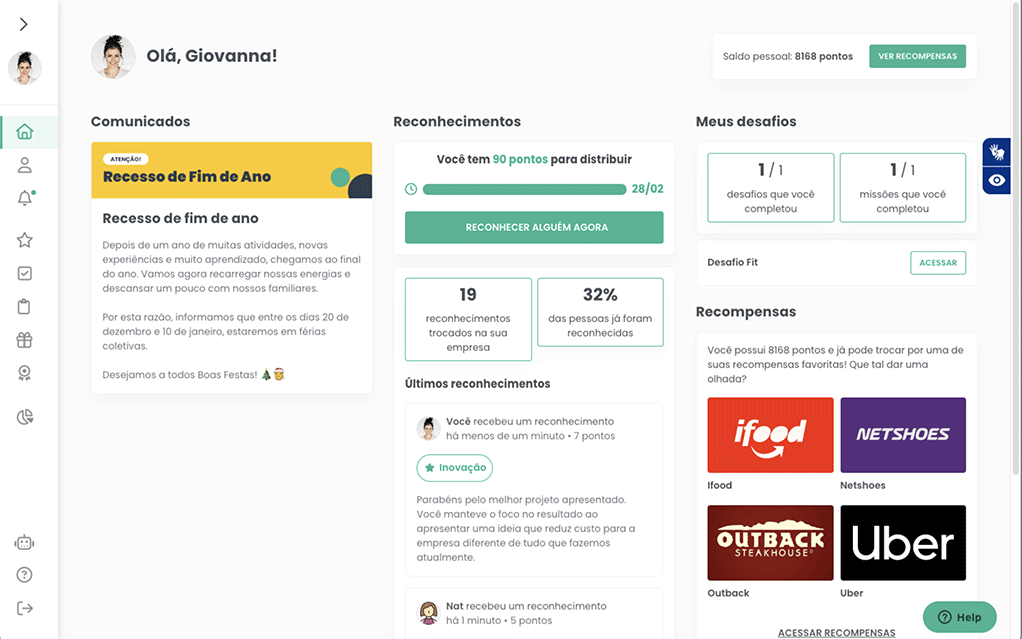 Olá, Giovanna!
Saldo pessoal: 8168 pontos
VER RECOMPENSAS
Comunicados
ATENÇÃO!
Recesso de Fim de Ano
Recesso de fim de ano
Depois de um ano de muitas atividades, novas
experiências e muito aprendizado, chegamos ao final
do ano. Vamos agora recarregar nossas energias e
descansar um pouco com nossos familiares.
Por esta razão, informamos que entre os dias 20 de
dezembro e 10 de janeiro, estaremos em férias
coletivas.
Desejamos a todos Boas Festas! 🎄🎅
Reconhecimentos
Você tem 90 pontos para distribuir
28/02
RECONHECER ALGUÉM AGORA
19
reconhecimentos
trocados na sua
empresa
32%
das pessoas já foram
reconhecidas
Últimos reconhecimentos
Você recebeu um reconhecimento
há menos de um minuto • 7 pontos
Inovação
Parabéns pelo melhor projeto apresentado.
Você manteve o foco no resultado ao
apresentar uma ideia que reduz custo para a
empresa diferente de tudo que fazemos
atualmente.
Nat recebeu um reconhecimento
há 1 minuto • 5 pontos
Meus desafios
1 / 1
desafios que você
completou
1 / 1
missões que você
completou
Desafio Fit
ACESSAR
Recompensas
Você possui 8168 pontos e já pode trocar por uma de
suas recompensas favoritas! Que tal dar uma
olhada?
ifood
Ifood
NETSHOES
Netshoes
OUTBACK
STEAKHOUSE®
Outback
Uber
Uber
ACESSAR RECOMPENSAS
Help